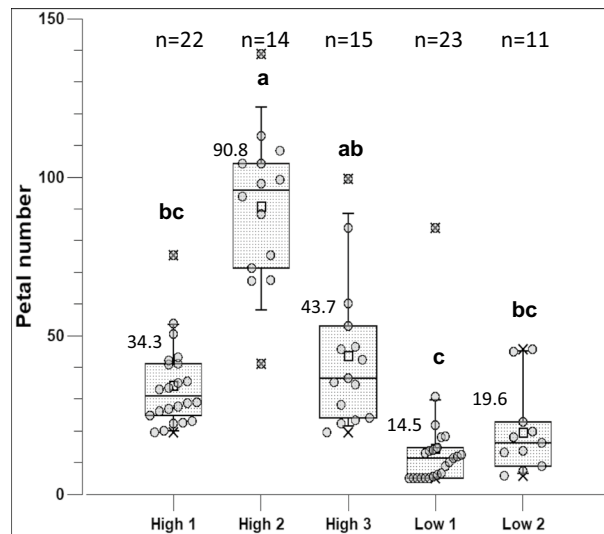 150
n=22 n=14 n=15 n=23 n=11
a
90.8
ab
100
bc
43.7
bc
34.3
50
c
19.6
14.5
0
Petal number
High 1 High 2 High 3 Low 1 Low 2